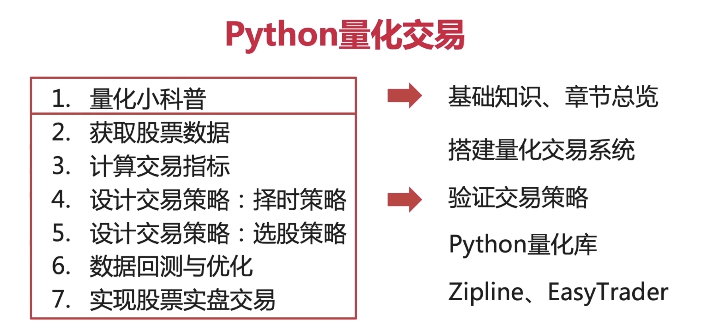 Python量化交易
1. 量化小科普
2. 获取股票数据
3. 计算交易指标
4. 设计交易策略：择时策略
5. 设计交易策略：选股策略
6. 数据回测与优化
7. 实现股票实盘交易
基础知识、章节总览
搭建量化交易系统
验证交易策略
Python量化库
Zipline、EasyTrader